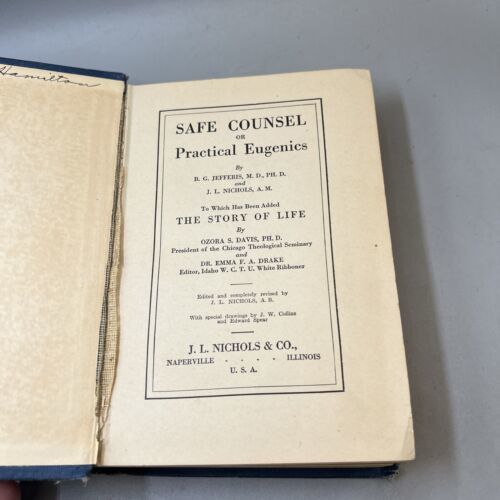 Hamilton
SAFE COUNSEL
OR
Practical Eugenics
By
B. G. JEFFERIS, M. D., PH. D.
and
J. L. NICHOLS, A. M.
To Which Has Been Added
THE STORY OF LIFE
By
OZORA S. DAVIS, PH. D.
President of the Chicago Theological Seminary
and
DR. EMMA F. A. DRAKE
Editor, Idaho W. C. T. U. White Ribboner
Edited and completely revised by
J. L. NICHOLS, A. B.
With special drawings by J. W. Collins
and Edward Spear
J. L. NICHOLS & CO.,
NAPERVILLE - - - - ILLINOIS
U. S. A.